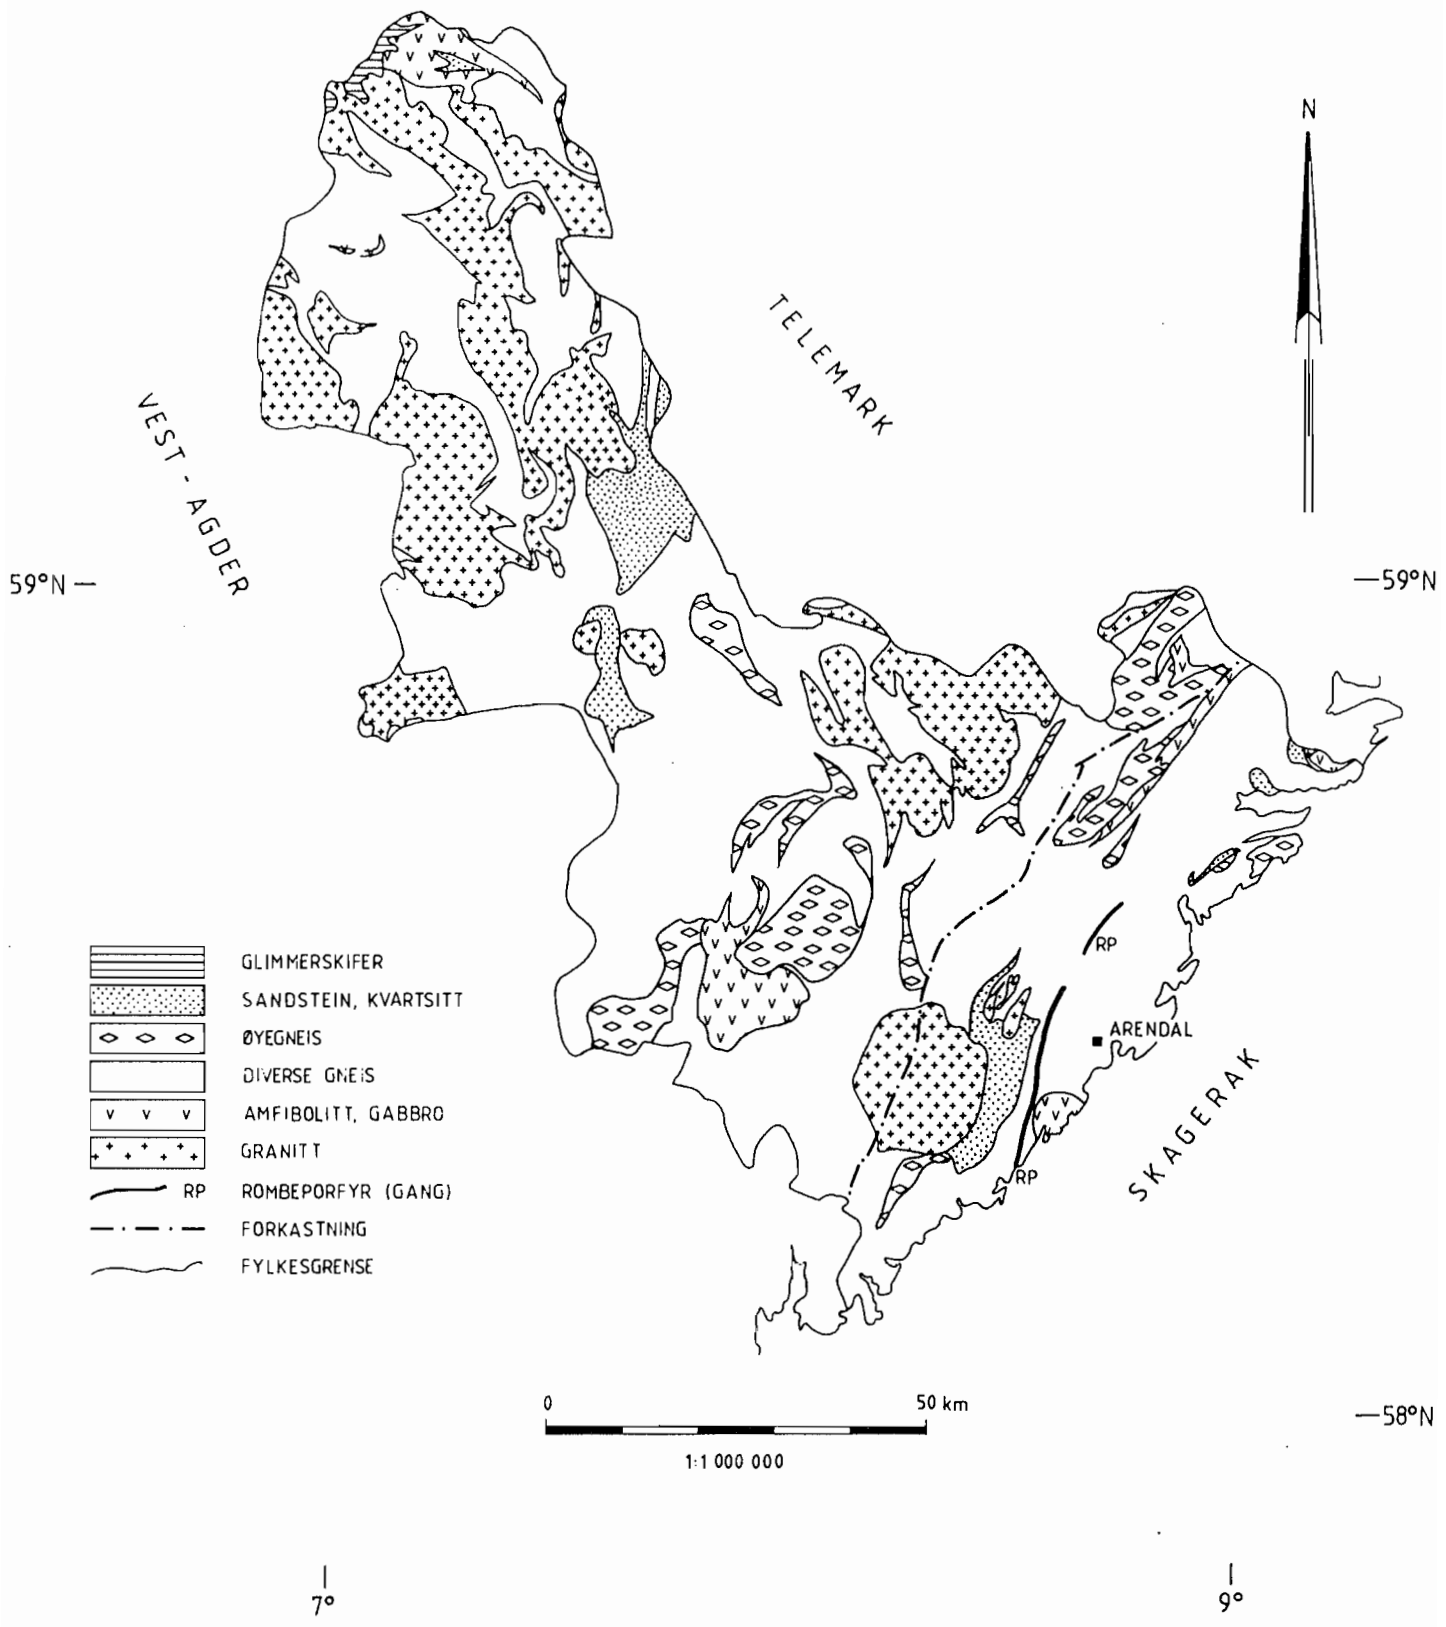 N
TELEMARK
VEST-AGDER
59°N
59°N
GLIMMERSKIFER
SANDSTEIN, KVARTSITT
ØYEGNEIS
DIVERSE GNEIS
AMFIBOLITT, GABBRO
GRANITT
RP ROMBEPORFYR (GANG)
FORKASTNING
FYLKESGRENSE
RP
ARENDAL
SKAGERAK
RP
0 50 km
1:1 000 000
58°N
7° 9°